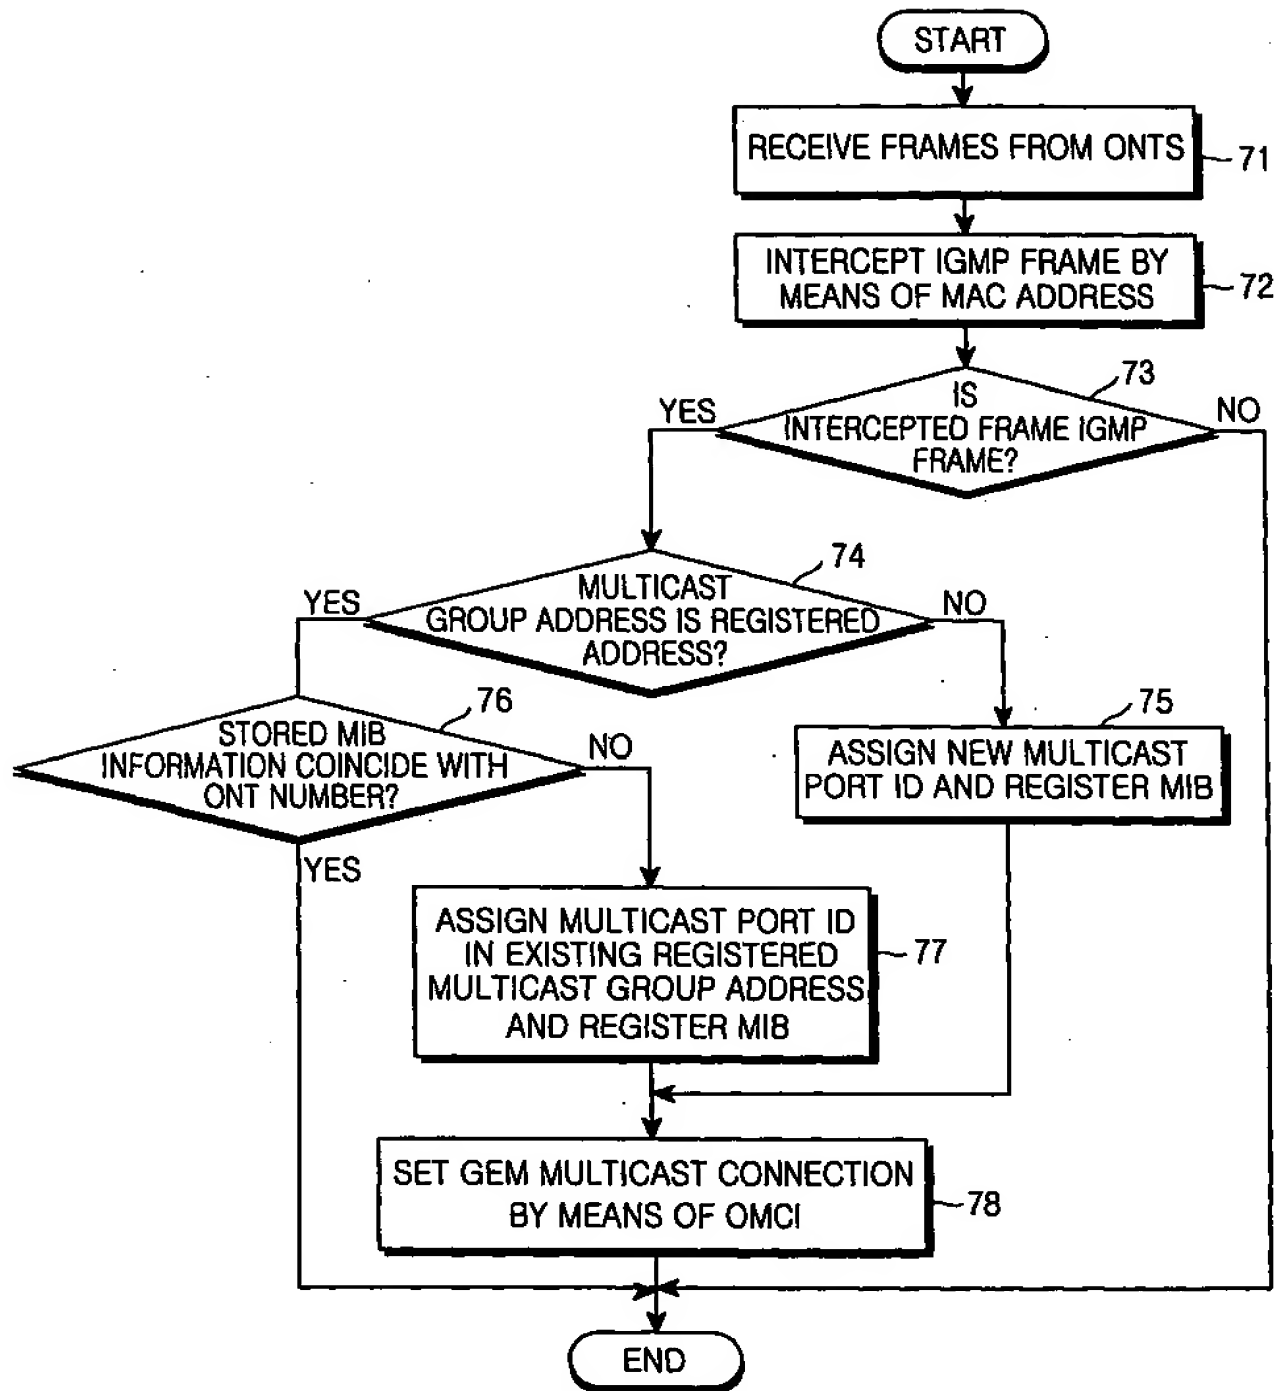 START
RECEIVE FRAMES FROM ONTS
71
INTERCEPT IGMP FRAME BY
MEANS OF MAC ADDRESS
72
73
IS
INTERCEPTED FRAME IGMP
FRAME?
YES
NO
74
MULTICAST
GROUP ADDRESS IS REGISTERED
ADDRESS?
YES
NO
76
STORED MIB
INFORMATION COINCIDE WITH
ONT NUMBER?
NO
YES
75
ASSIGN NEW MULTICAST
PORT ID AND REGISTER MIB
ASSIGN MULTICAST PORT ID
IN EXISTING REGISTERED
MULTICAST GROUP ADDRESS
AND REGISTER MIB
77
SET GEM MULTICAST CONNECTION
BY MEANS OF OMCI
78
END